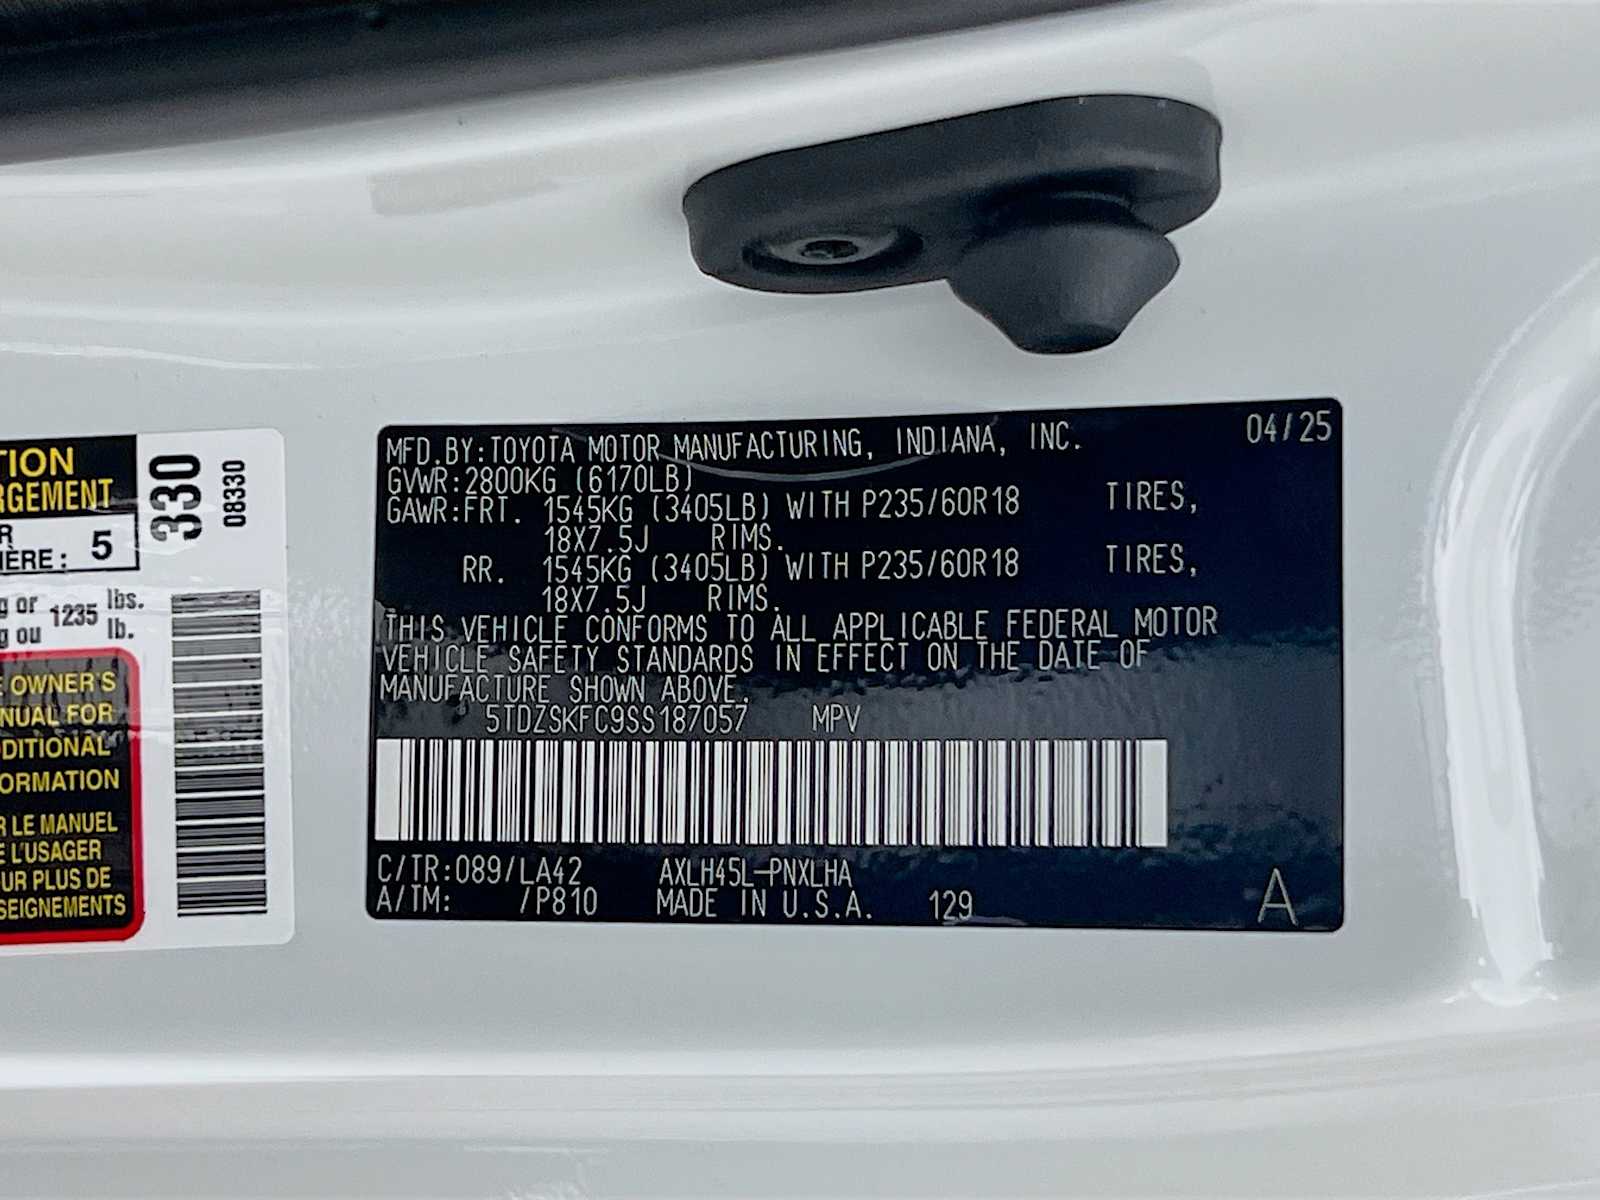 TION
RGEMENT
R
IÈRE: 5
330
08330
g or 1235 lbs.
g ou lb.
E OWNER'S
NUAL FOR
DDITIONAL
FORMATION
R LE MANUEL
E L'USAGER
UR PLUS DE
SEIGNEMENTS
MFD.BY:TOYOTA MOTOR MANUFACTURING, INDIANA, INC. 04/25
GVWR:2800KG (6170LB)
GAWR:FRT. 1545KG (3405LB) WITH P235/60R18 TIRES,
18X7.5J RIMS.
RR. 1545KG (3405LB) WITH P235/60R18 TIRES,
18X7.5J RIMS.
THIS VEHICLE CONFORMS TO ALL APPLICABLE FEDERAL MOTOR
VEHICLE SAFETY STANDARDS IN EFFECT ON THE DATE OF
MANUFACTURE SHOWN ABOVE.
5TDZSKFC9SS187057 MPV
C/TR:089/LA42 AXLH45L-PNXLHA
A/TM: /P810 MADE IN U.S.A. 129 A